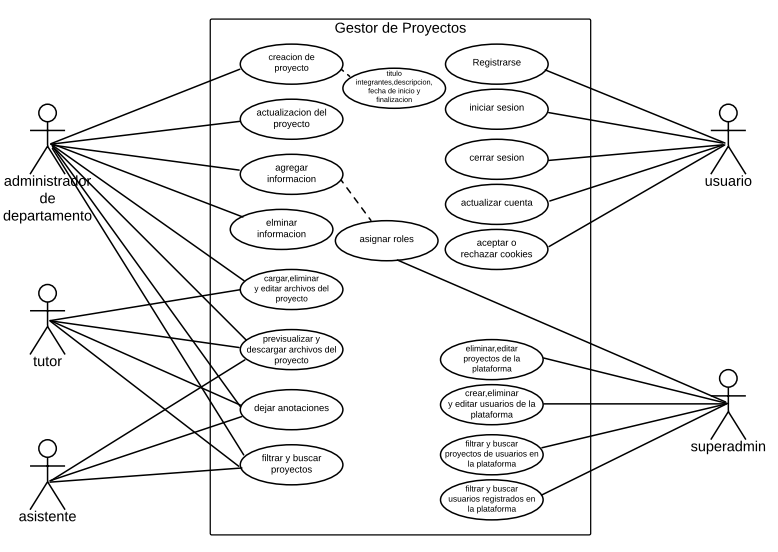 Gestor de Proyectos
creacion de
proyecto
titulo
integrantes,descripcion,
fecha de inicio y
finalizacion
Registrarse
actualizacion del
proyecto
iniciar sesion
agregar
informacion
cerrar sesion
administrador
de
departamento
usuario
actualizar cuenta
elminar
informacion
asignar roles
aceptar o
rechazar cookies
cargar,eliminar
y editar archivos del
proyecto
previsualizar y
descargar archivos del
proyecto
tutor
eliminar,editar
proyectos de la
plataforma
dejar anotaciones
crear,eliminar
y editar usuarios de la
plataforma
superadmin
filtrar y buscar
proyectos
filtrar y buscar
proyectos de usuarios en
la plataforma
asistente
filtrar y buscar
usuarios registrados en
la plataforma